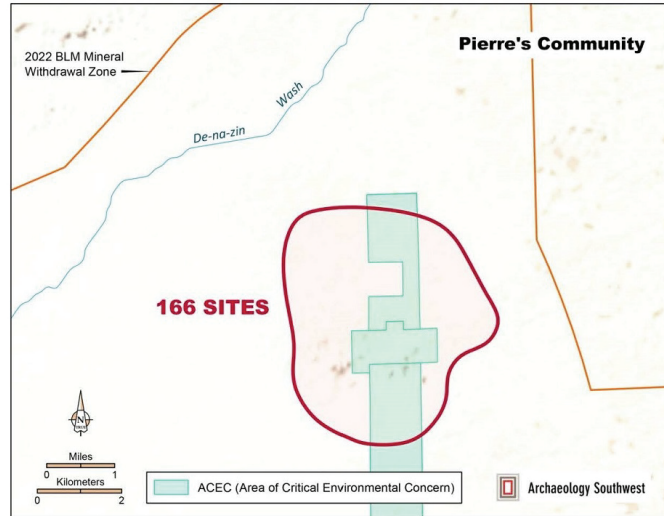 Pierre's Community
2022 BLM Mineral
Withdrawal Zone
De-na-zin Wash
166 SITES
N
TRUE
Miles
0 1
Kilometers
0 2
ACEC (Area of Critical Environmental Concern)
Archaeology Southwest